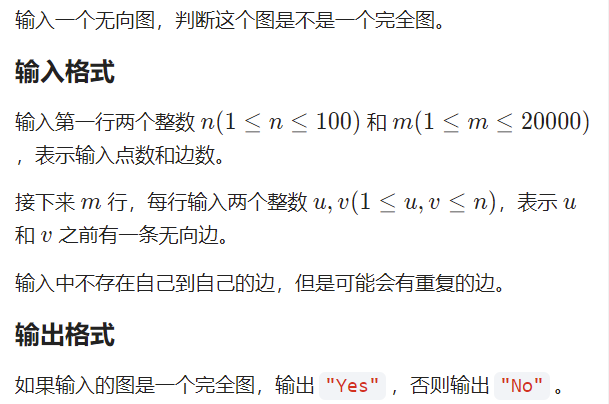 输入一个无向图，判断这个图是不是一个完全图。
输入格式
输入第一行两个整数 n(1 ≤ n ≤ 100) 和 m(1 ≤ m ≤ 20000)
，表示输入点数和边数。
接下来 m 行，每行输入两个整数 u, v(1 ≤ u, v ≤ n)，表示 u
和 v 之前有一条无向边。
输入中不存在自己到自己的边，但是可能会有重复的边。
输出格式
如果输入的图是一个完全图，输出 "Yes" ，否则输出 "No" 。